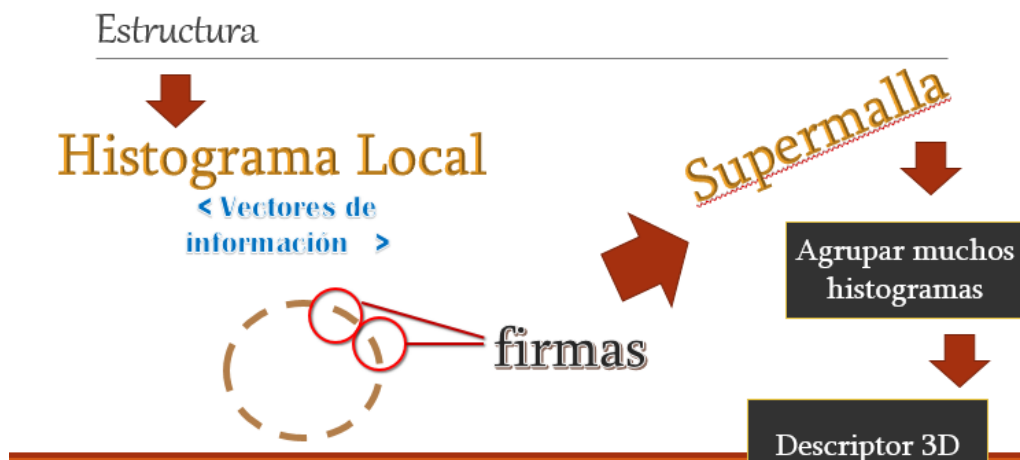 Estructura
Histograma Local
< Vectores de
información >
firmas
Supermalla
Agrupar muchos
histogramas
Descriptor 3D